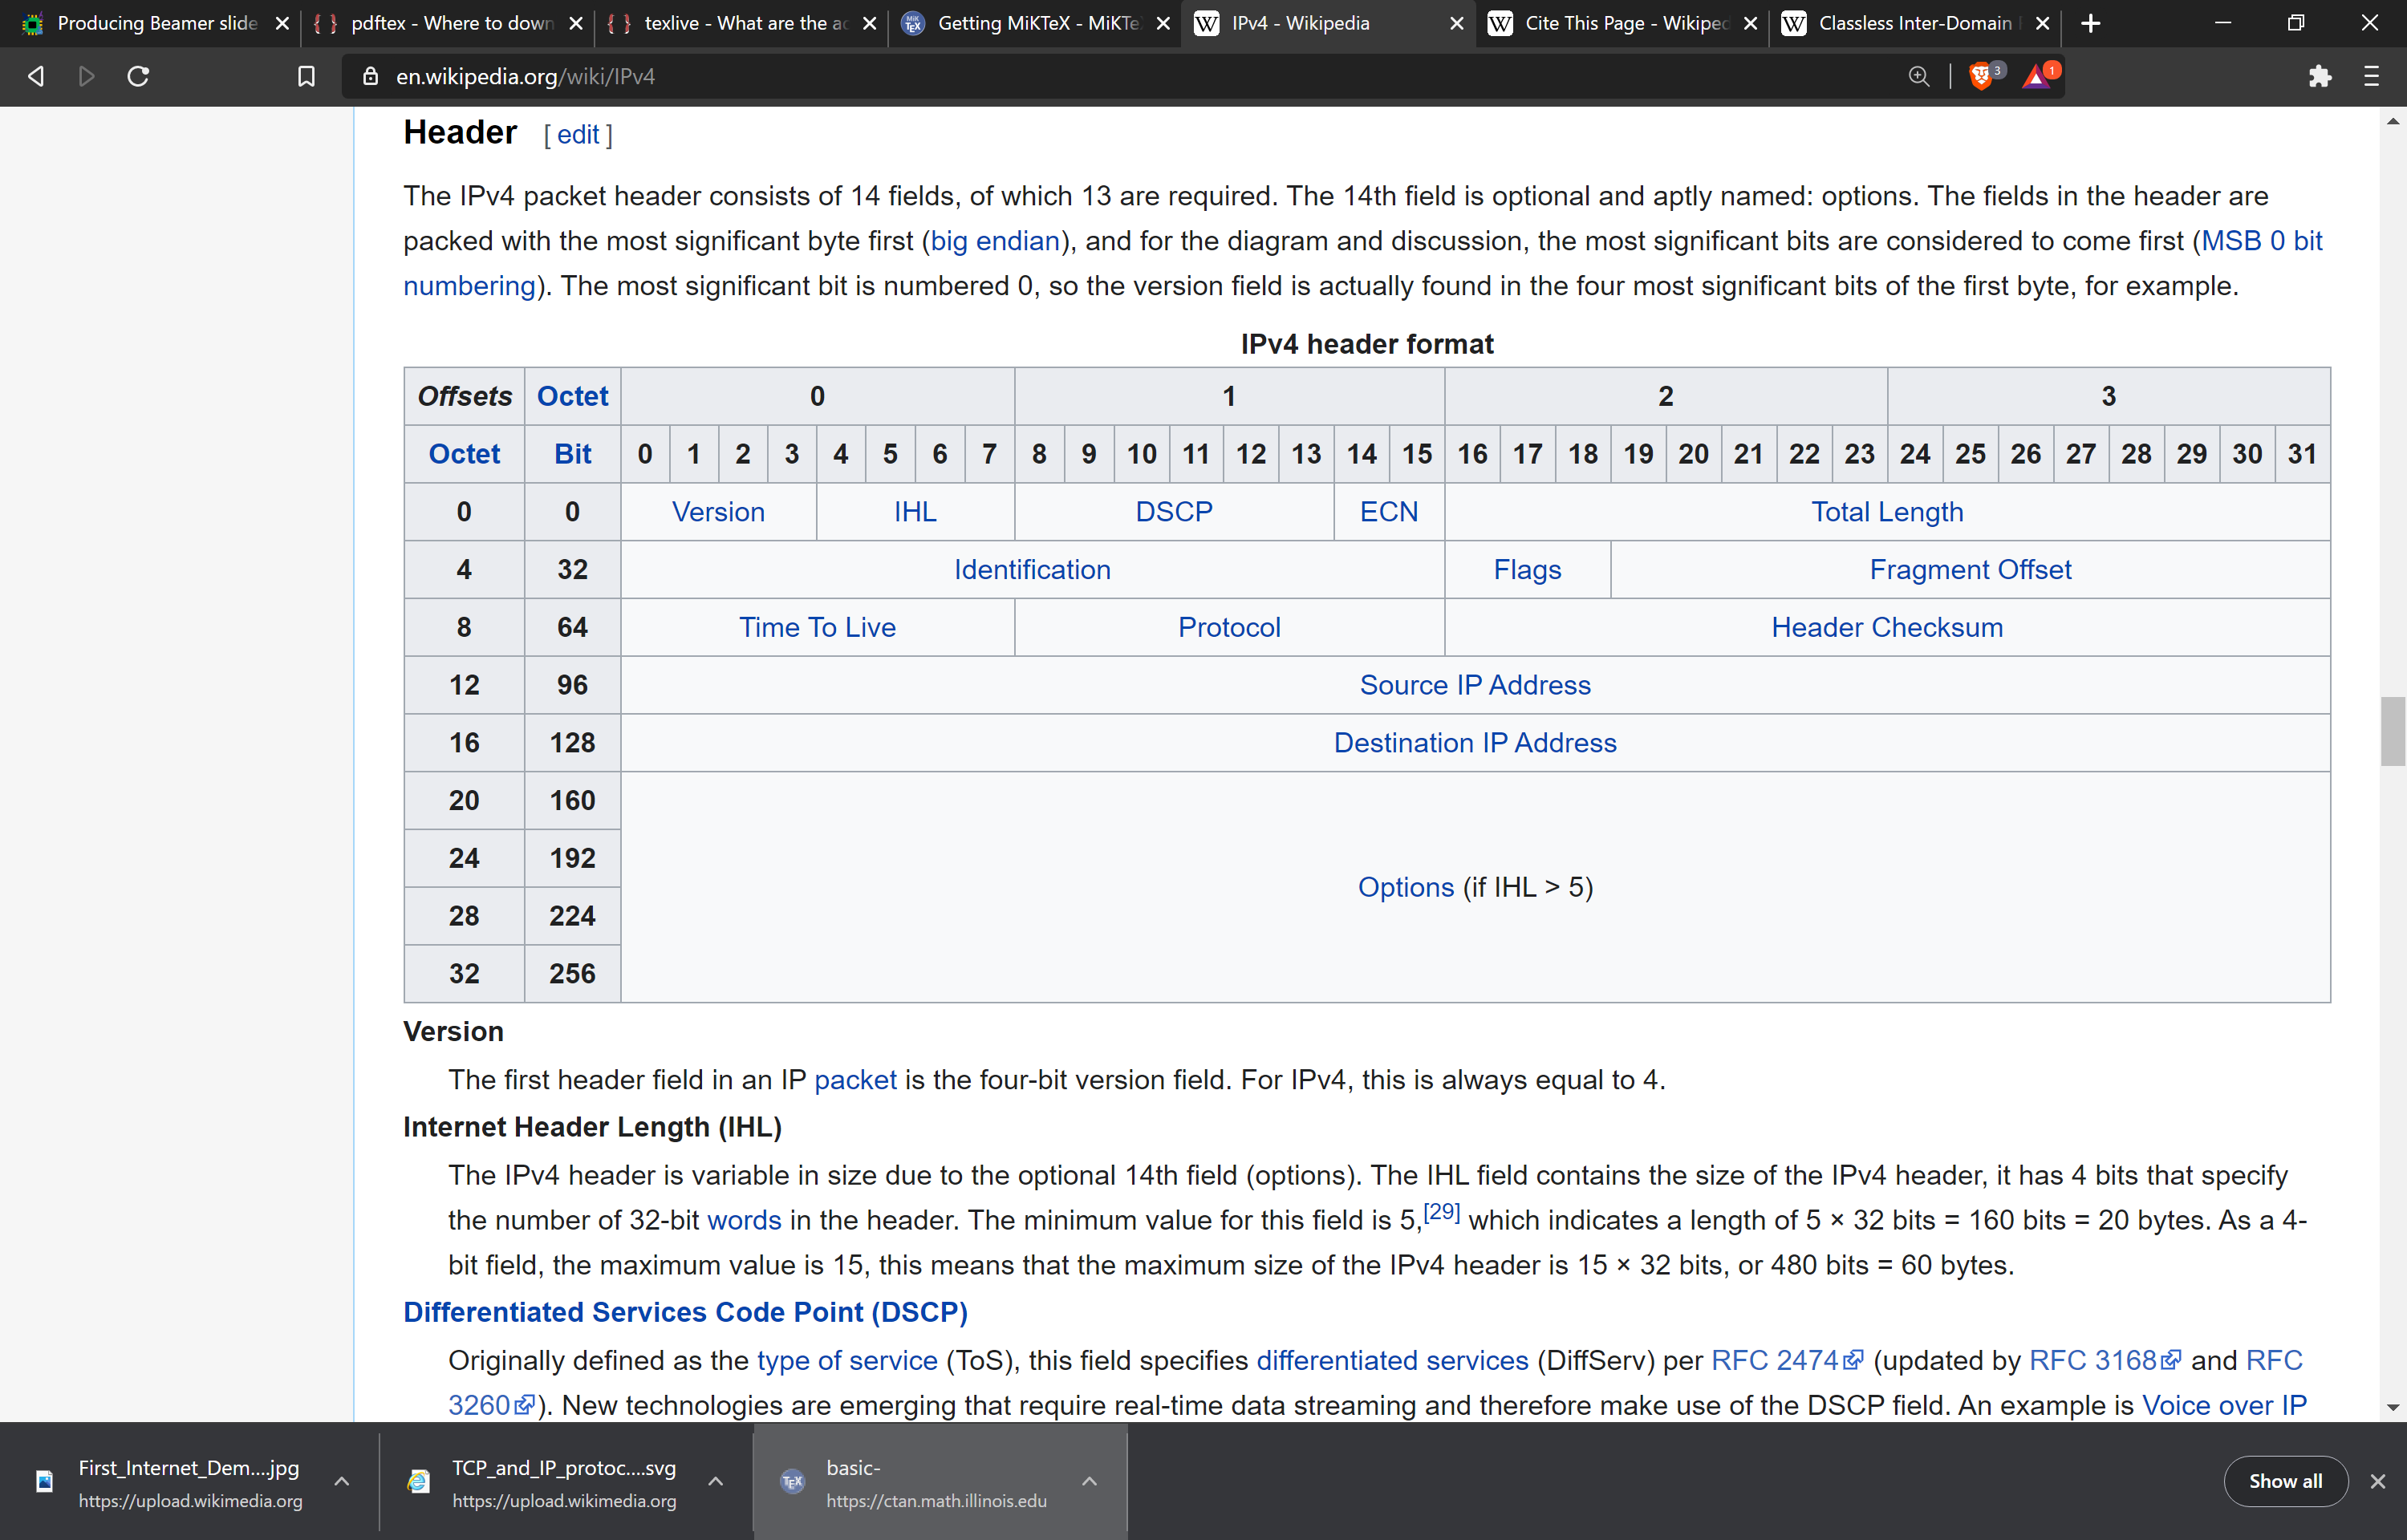 Producing Beamer slide
pdftex - Where to down
texlive - What are the ac
Getting MiKTeX - MiKTe
IPv4 - Wikipedia
Cite This Page - Wikiped
Classless Inter-Domain
en.wikipedia.org/wiki/IPv4
3
1
Header [ edit ]
The IPv4 packet header consists of 14 fields, of which 13 are required. The 14th field is optional and aptly named: options. The fields in the header are
packed with the most significant byte first (big endian), and for the diagram and discussion, the most significant bits are considered to come first (MSB 0 bit
numbering). The most significant bit is numbered 0, so the version field is actually found in the four most significant bits of the first byte, for example.
IPv4 header format
Offsets Octet 0 1 2 3
Octet Bit 0 1 2 3 4 5 6 7 8 9 10 11 12 13 14 15 16 17 18 19 20 21 22 23 24 25 26 27 28 29 30 31
0 0 Version IHL DSCP ECN Total Length
4 32 Identification Flags Fragment Offset
8 64 Time To Live Protocol Header Checksum
12 96 Source IP Address
16 128 Destination IP Address
20 160
24 192
Options (if IHL > 5)
28 224
32 256
Version
The first header field in an IP packet is the four-bit version field. For IPv4, this is always equal to 4.
Internet Header Length (IHL)
The IPv4 header is variable in size due to the optional 14th field (options). The IHL field contains the size of the IPv4 header, it has 4 bits that specify
the number of 32-bit words in the header. The minimum value for this field is 5,[29] which indicates a length of 5 × 32 bits = 160 bits = 20 bytes. As a 4-
bit field, the maximum value is 15, this means that the maximum size of the IPv4 header is 15 × 32 bits, or 480 bits = 60 bytes.
Differentiated Services Code Point (DSCP)
Originally defined as the type of service (ToS), this field specifies differentiated services (DiffServ) per RFC 2474 (updated by RFC 3168 and RFC
3260). New technologies are emerging that require real-time data streaming and therefore make use of the DSCP field. An example is Voice over IP
First_Internet_Dem....jpg
https://upload.wikimedia.org
TCP_and_IP_protoc....svg
https://upload.wikimedia.org
basic-
https://ctan.math.illinois.edu
Show all